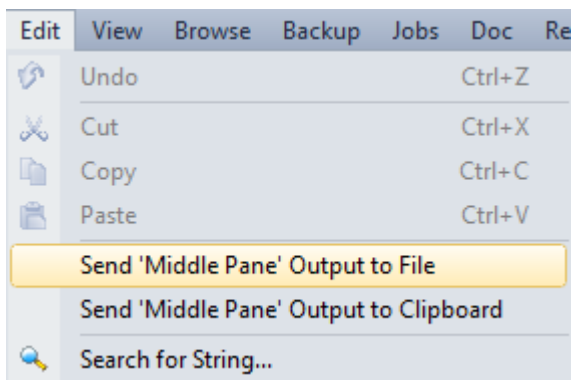 Edit View Browse Backup Jobs Doc Re
Undo Ctrl+Z
Cut Ctrl+X
Copy Ctrl+C
Paste Ctrl+V
Send 'Middle Pane' Output to File
Send 'Middle Pane' Output to Clipboard
Search for String...